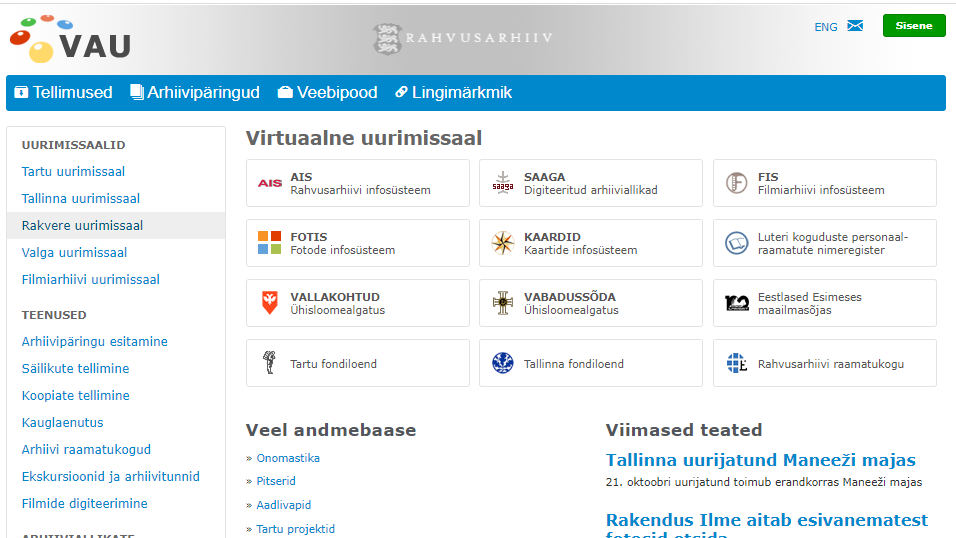 VAU
RAHVUSARHIIV
ENG
Sisene
Tellimused
Arhiivipäringud
Veebipood
Lingimärkmik
UURIMISSAALID
Tartu uurimissaal
Tallinna uurimissaal
Rakvere uurimissaal
Valga uurimissaal
Filmiarhiivi uurimissaal
TEENUSED
Arhiivipäringu esitamine
Säilikute tellimine
Koopiate tellimine
Kauglaenutus
Arhiivi raamatukogud
Ekskursioonid ja arhiivitunnid
Filmide digiteerimine
ARHIIVIALLIKATE
Virtuaalne uurimissaal
AIS
AIS
Rahvusarhiivi infosüsteem
saaga
SAAGA
Digiteeritud arhiiviallikad
FIS
Filmiarhiivi infosüsteem
FOTIS
Fotode infosüsteem
KAARDID
Kaartide infosüsteem
Luteri koguduste personaal-
raamatute nimeregister
VALLAKOHTUD
Ühisloomealgatus
VABADUSSÕDA
Ühisloomealgatus
Eestlased Esimeses
maailmasõjas
Tartu fondiloend
Tallinna fondiloend
Rahvusarhiivi raamatukogu
Veel andmebaase
» Onomastika
» Pitserid
» Aadlivapid
» Tartu projektid
Viimased teated
Tallinna uurijatund Maneeži majas
21. oktoobri uurijatund toimub erandkorras Maneeži majas
Rakendus Ilme aitab esivanematest
fotosid otsida